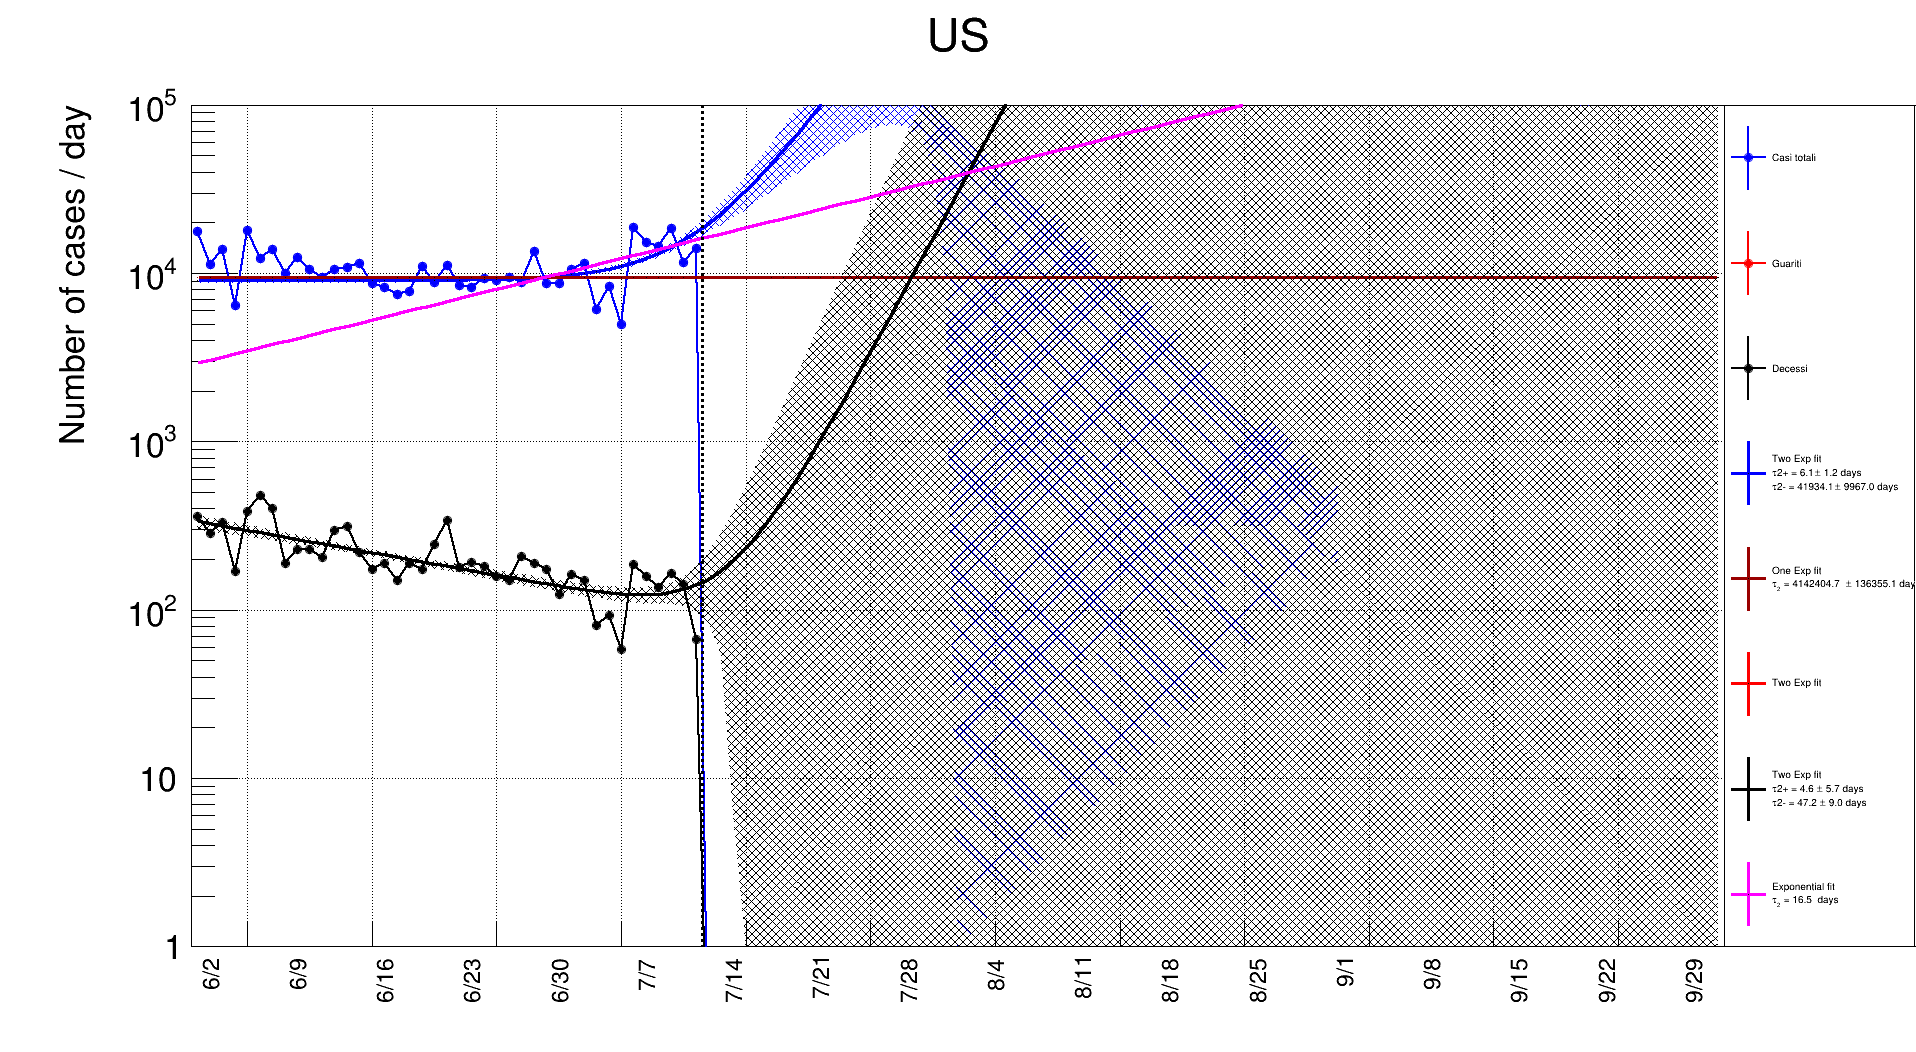 US
Number of cases / day
10^5
10^4
10^3
10^2
10
1
6/2
6/9
6/16
6/23
6/30
7/7
7/14
7/21
7/28
8/4
8/11
8/18
8/25
9/1
9/8
9/15
9/22
9/29
Casi totali
Guariti
Decessi
Two Exp fit
τ2+ = 6.1 ± 1.2 days
τ2- = 41934.1 ± 9967.0 days
One Exp fit
τ₂ = 4142404.7 ± 136355.1 day
Two Exp fit
Two Exp fit
τ2+ = 4.6 ± 5.7 days
τ2- = 47.2 ± 9.0 days
Exponential fit
τ₂ = 16.5 days